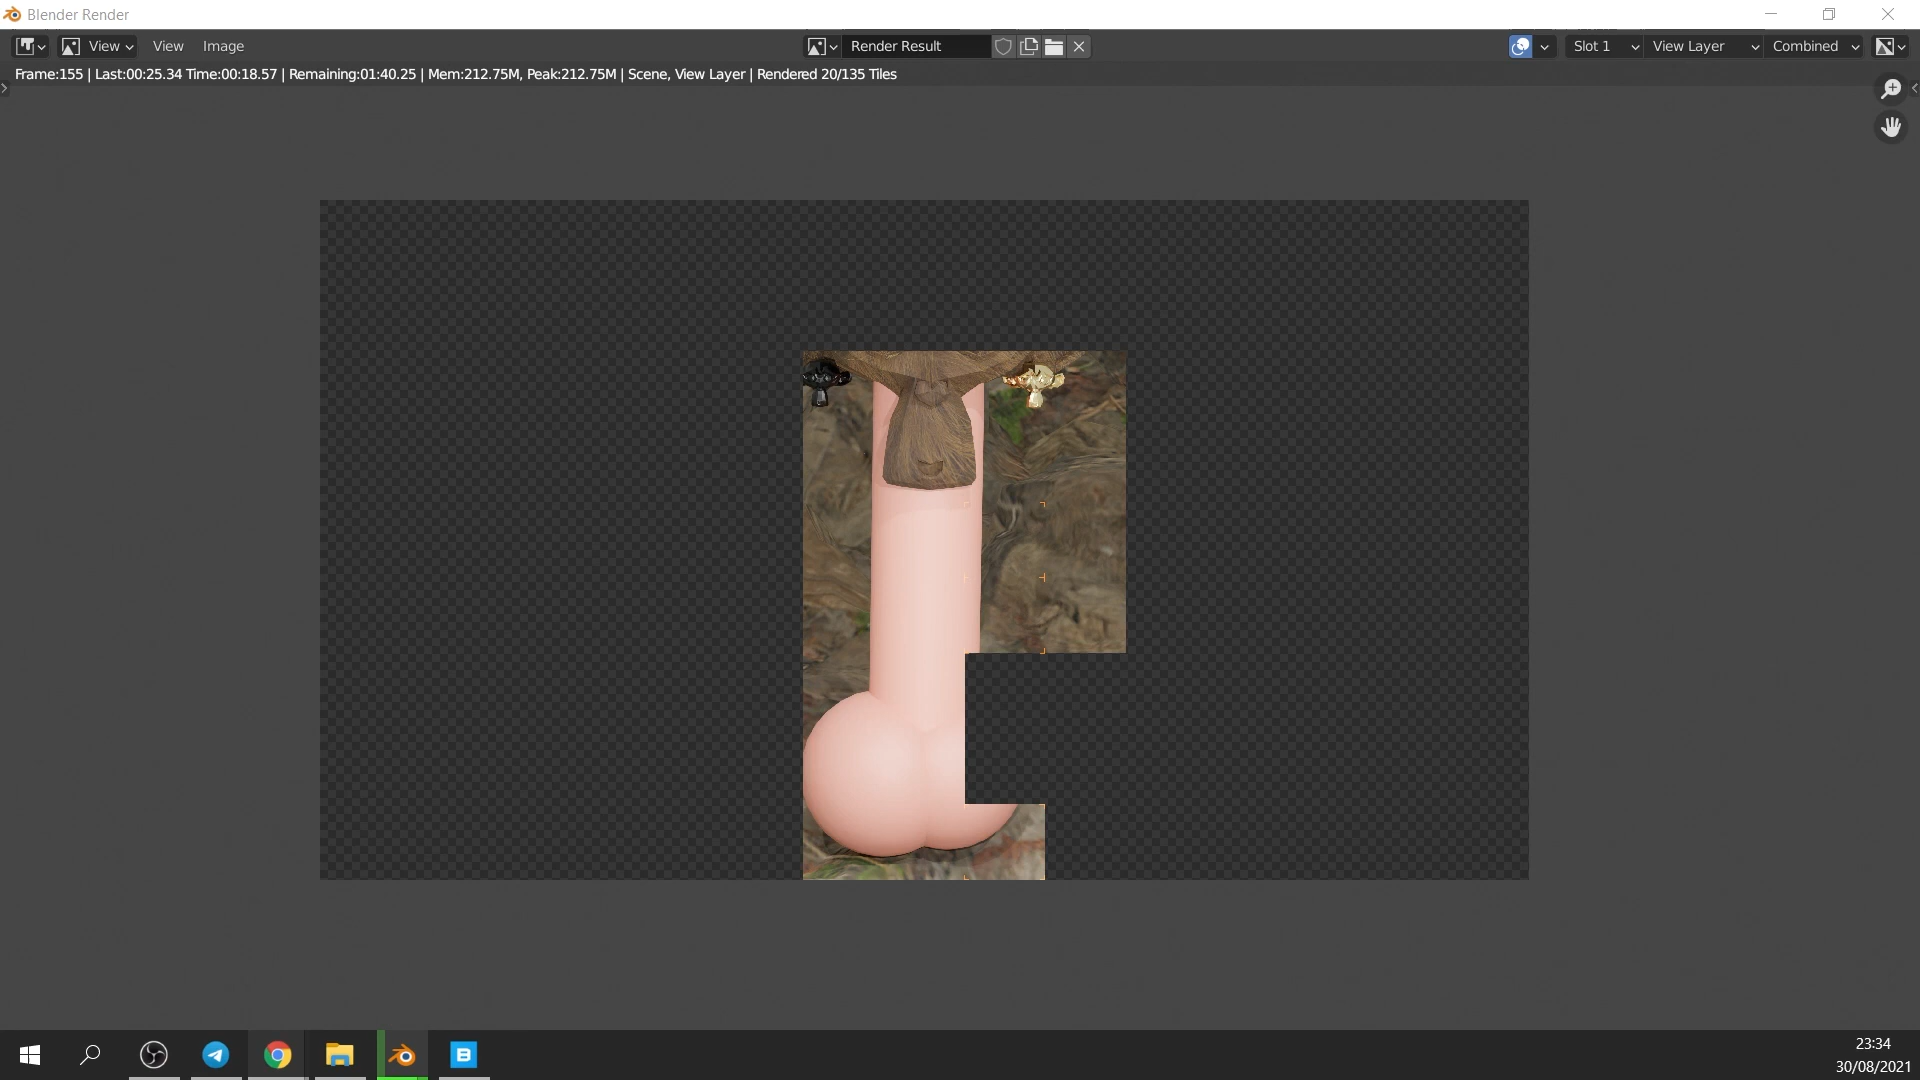 Blender Render
View View Image Render Result Slot 1 View Layer Combined
Frame:155 | Last:00:25.34 Time:00:18.57 | Remaining:01:40.25 | Mem:212.75M, Peak:212.75M | Scene, View Layer | Rendered 20/135 Tiles
B
23:34
30/08/2021